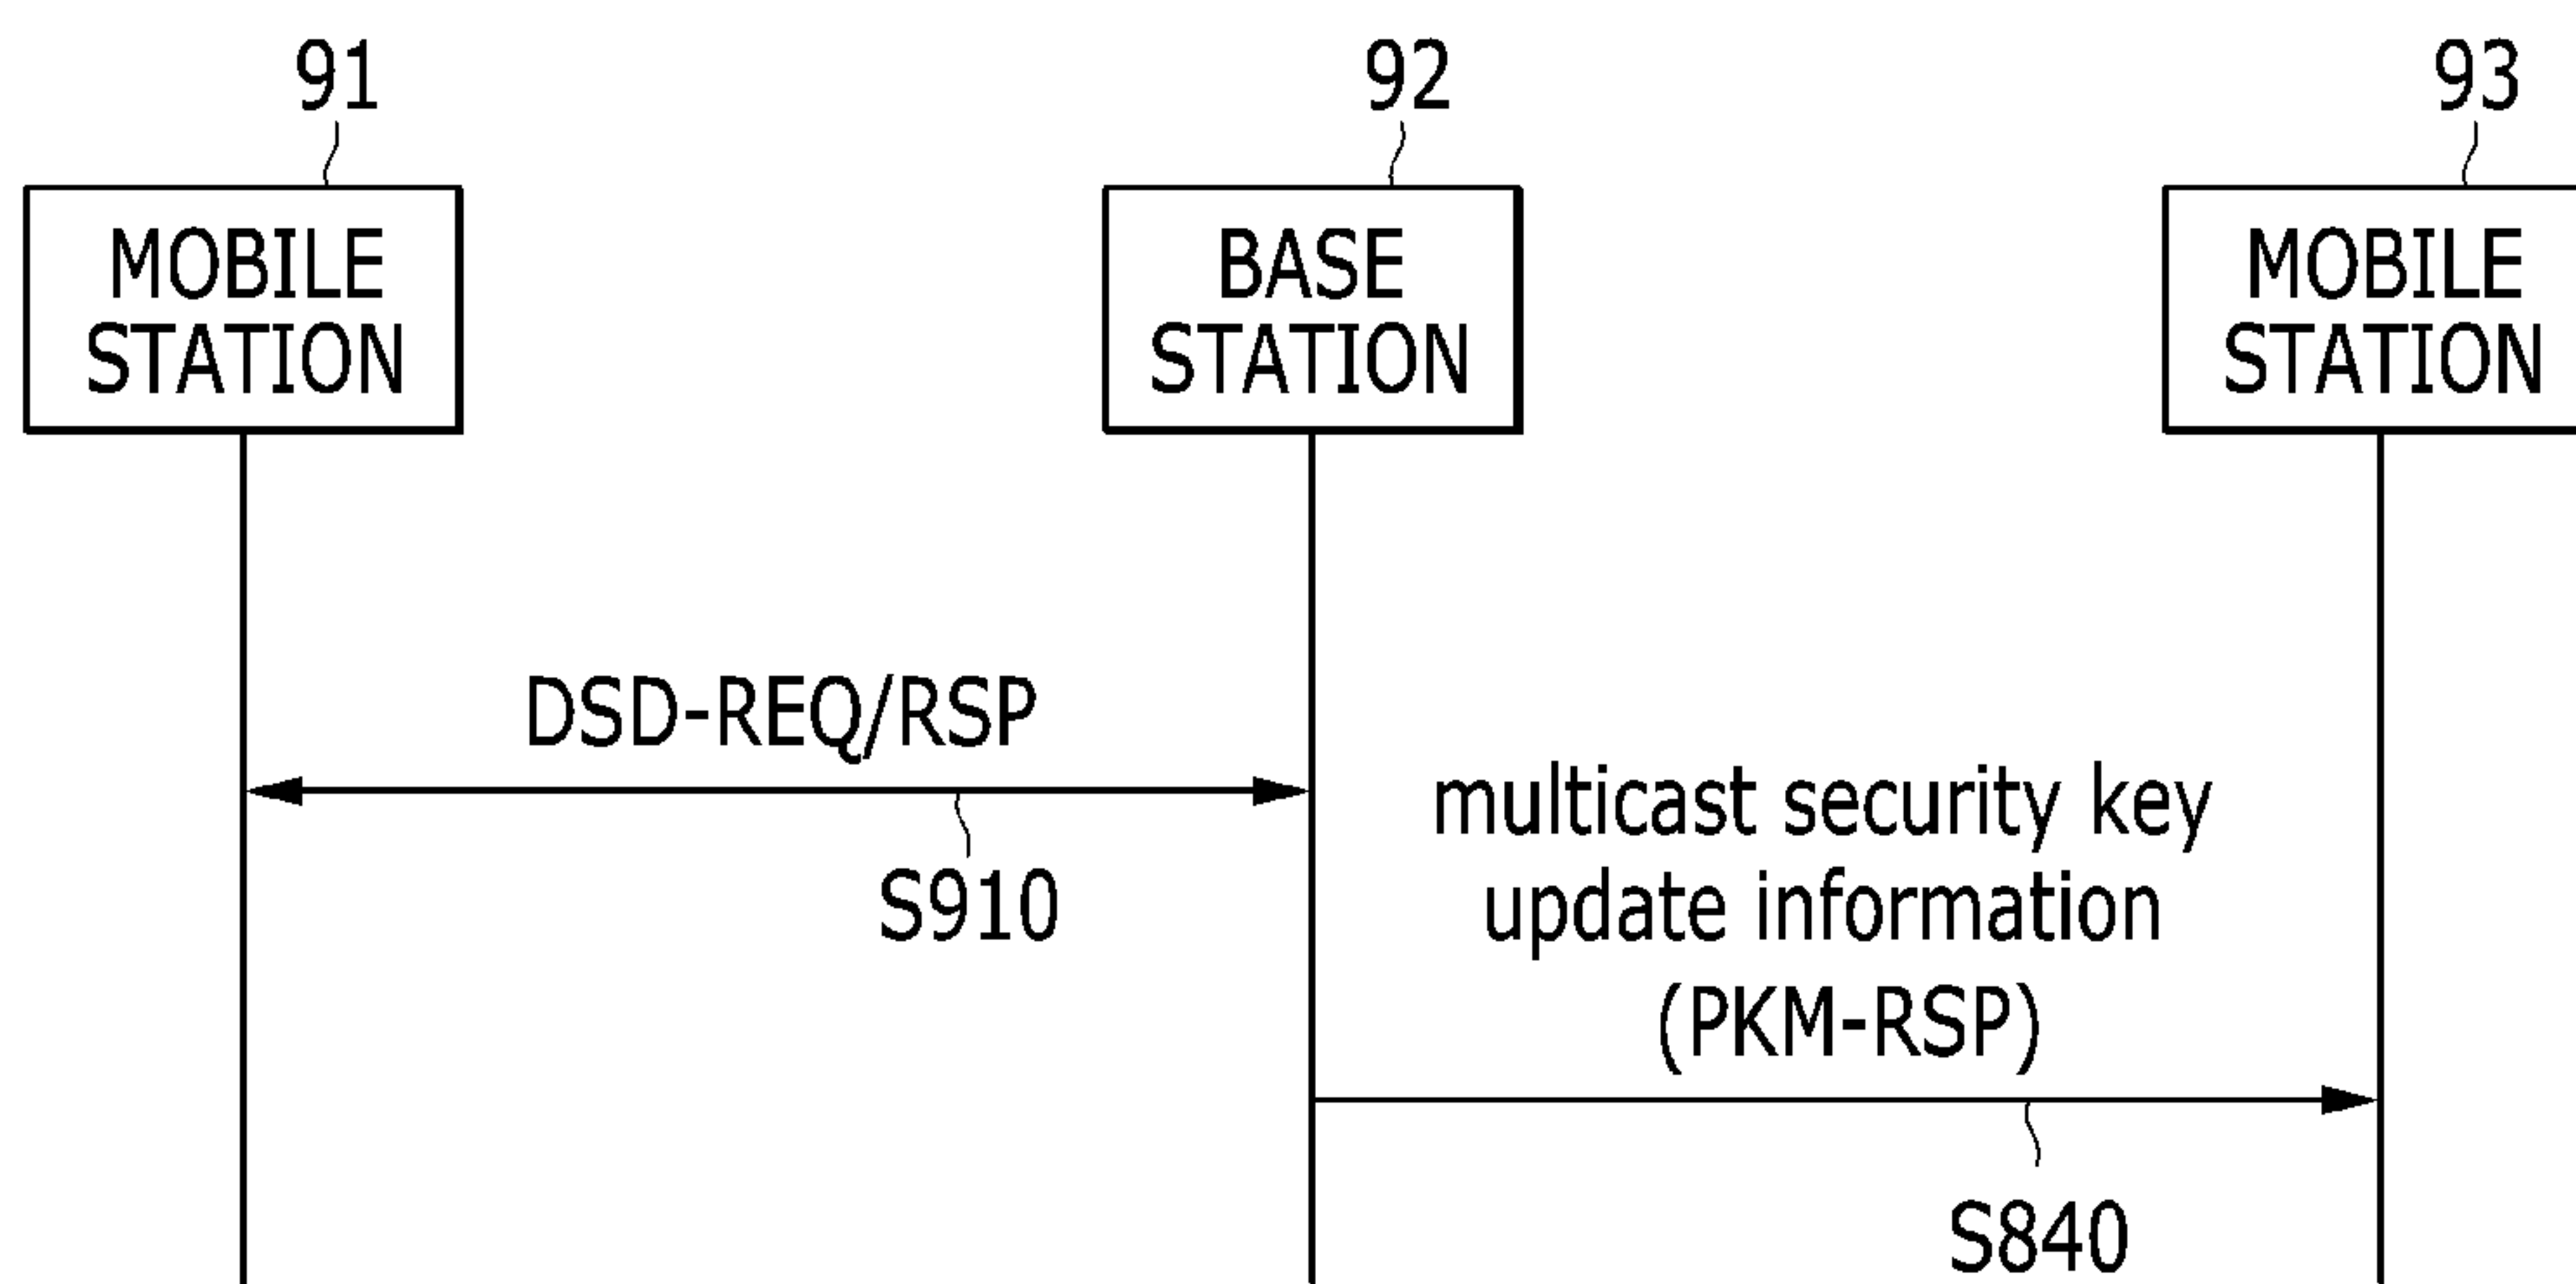 91
92
93
MOBILE
STATION
BASE
STATION
MOBILE
STATION
DSD-REQ/RSP
S910
multicast security key
update information
(PKM-RSP)
S840